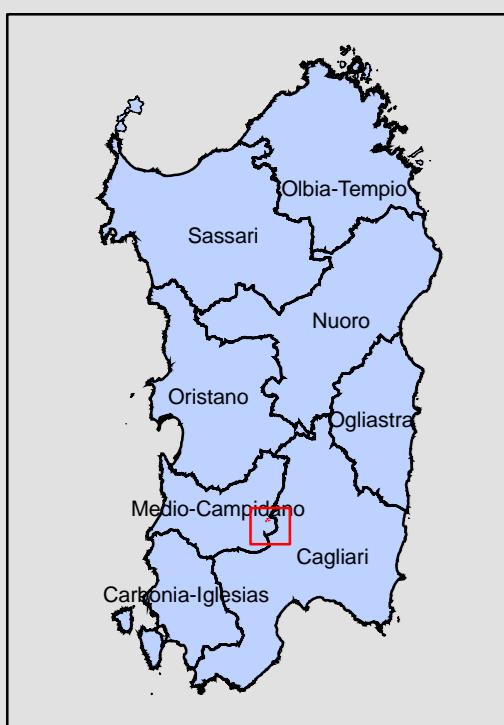 Olbia-Tempio
Sassari
Nuoro
Oristano
Ogliastra
Medio-Campidano
Cagliari
Carbonia-Iglesias